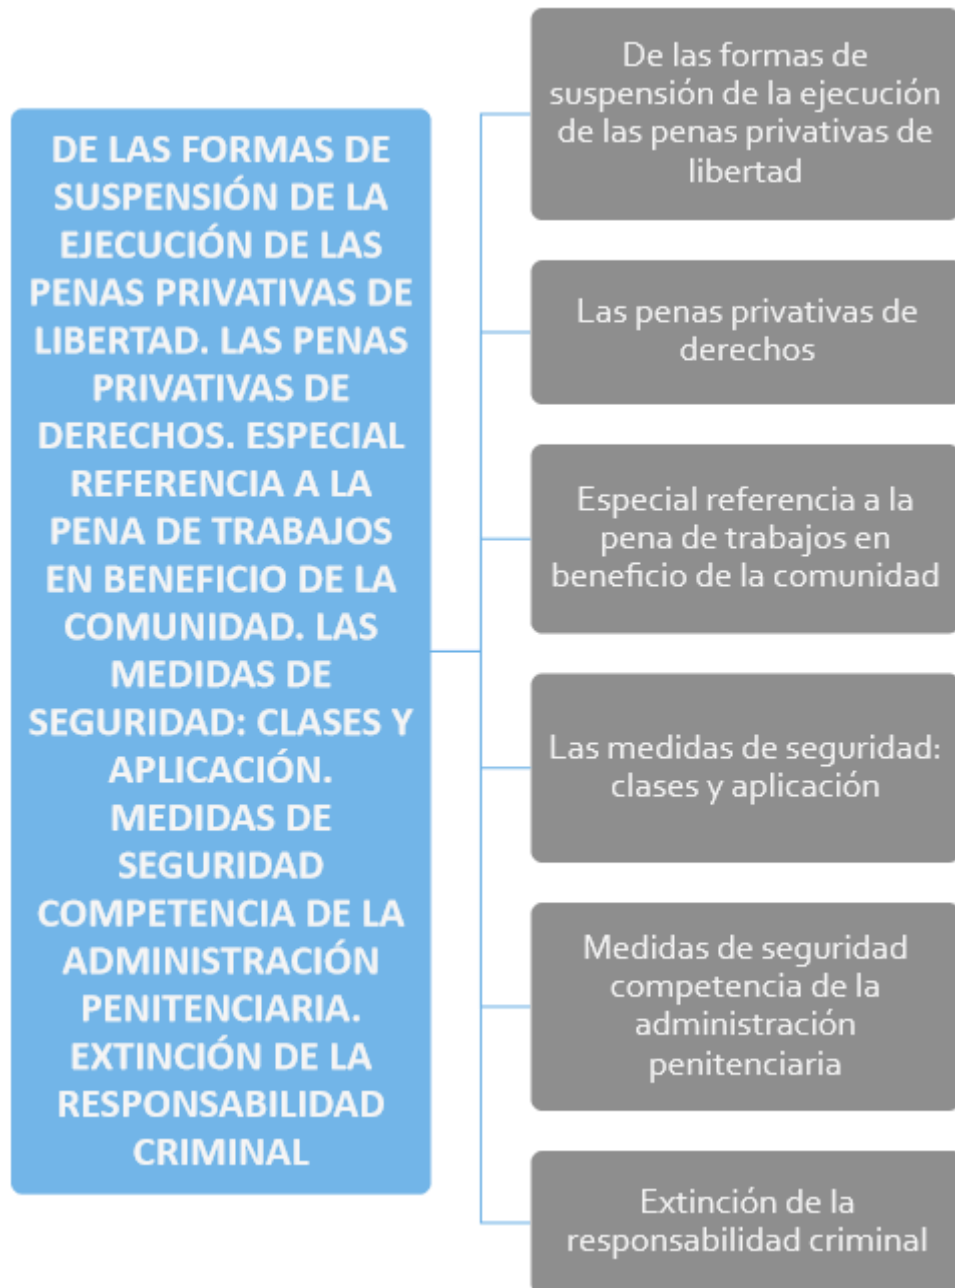 DE LAS FORMAS DE
SUSPENSIÓN DE LA
EJECUCIÓN DE LAS
PENAS PRIVATIVAS DE
LIBERTAD. LAS PENAS
PRIVATIVAS DE
DERECHOS. ESPECIAL
REFERENCIA A LA
PENA DE TRABAJOS
EN BENEFICIO DE LA
COMUNIDAD. LAS
MEDIDAS DE
SEGURIDAD: CLASES Y
APLICACIÓN.
MEDIDAS DE
SEGURIDAD
COMPETENCIA DE LA
ADMINISTRACIÓN
PENITENCIARIA.
EXTINCIÓN DE LA
RESPONSABILIDAD
CRIMINAL
De las formas de
suspensión de la ejecución
de las penas privativas de
libertad
Las penas privativas de
derechos
Especial referencia a la
pena de trabajos en
beneficio de la comunidad
Las medidas de seguridad:
clases y aplicación
Medidas de seguridad
competencia de la
administración
penitenciaria
Extinción de la
responsabilidad criminal